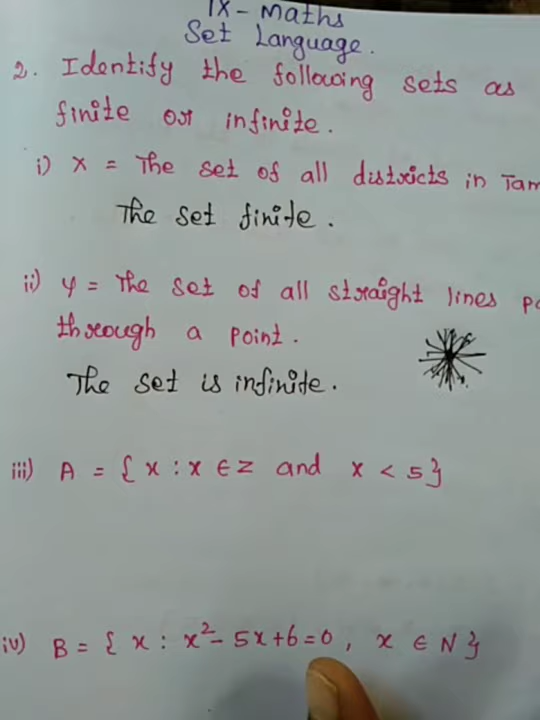 IX - Maths
Set Language.
2. Identify the following sets as
finite or infinite.
i) X = The set of all districts in Tam
The set finite.
ii) Y = The set of all straight lines pa
through a point.
The set is infinite.
iii) A = { x : x ∈ Z and x < 5}
iv) B = { x : x² - 5x + 6 = 0, x ∈ N }